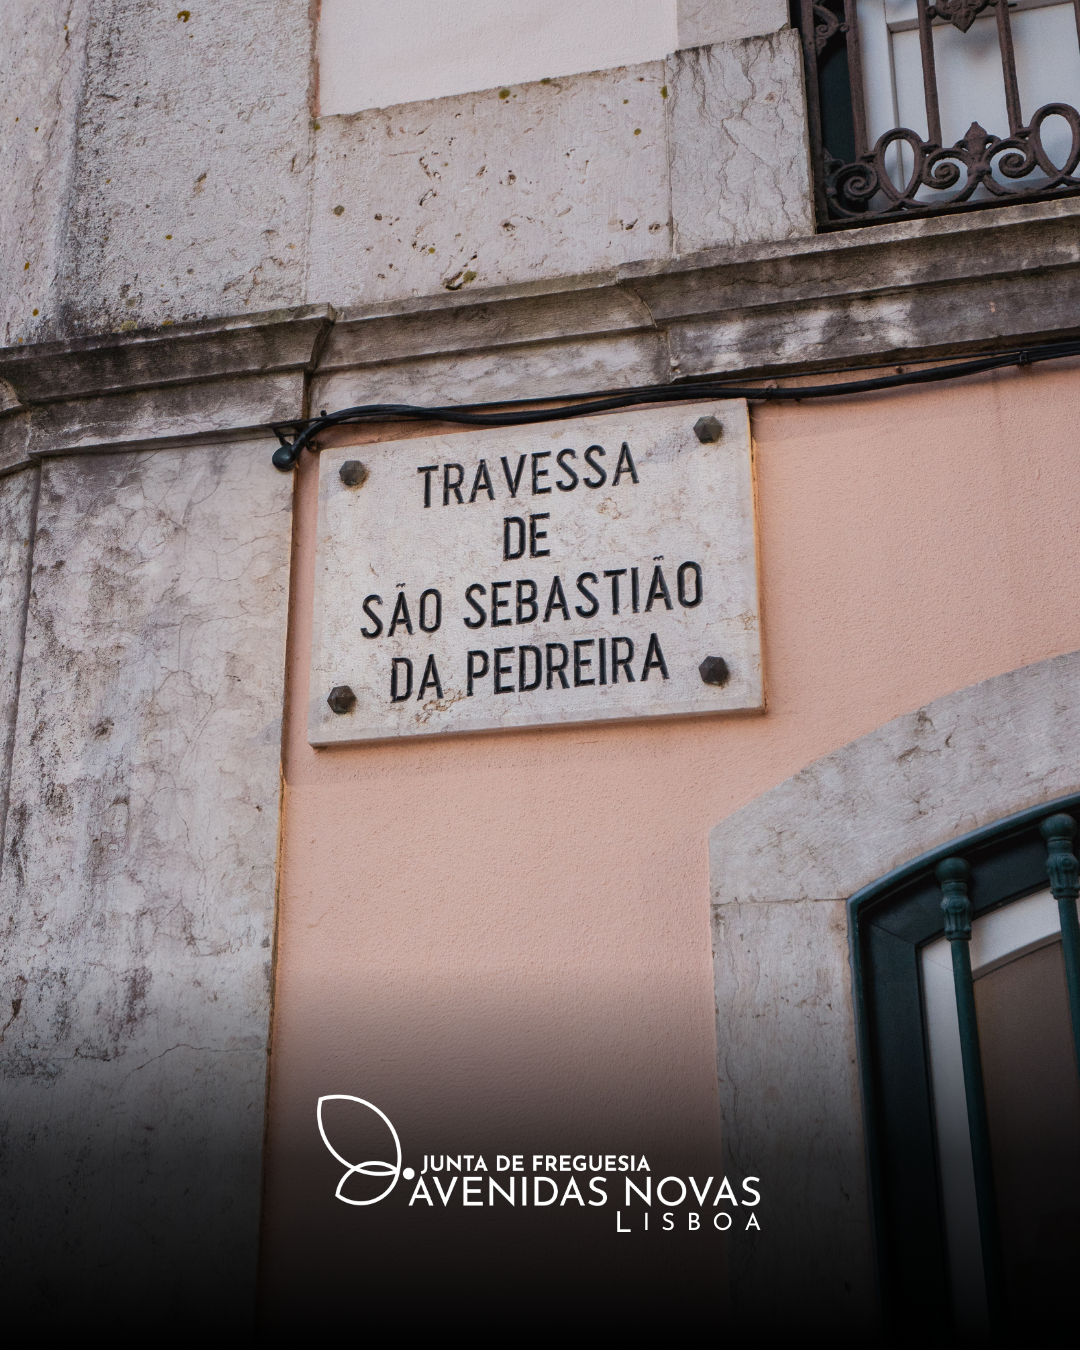 TRAVESSA
DE
SÃO SEBASTIÃO
DA PEDREIRA
JUNTA DE FREGUESIA
AVENIDAS NOVAS
LISBOA